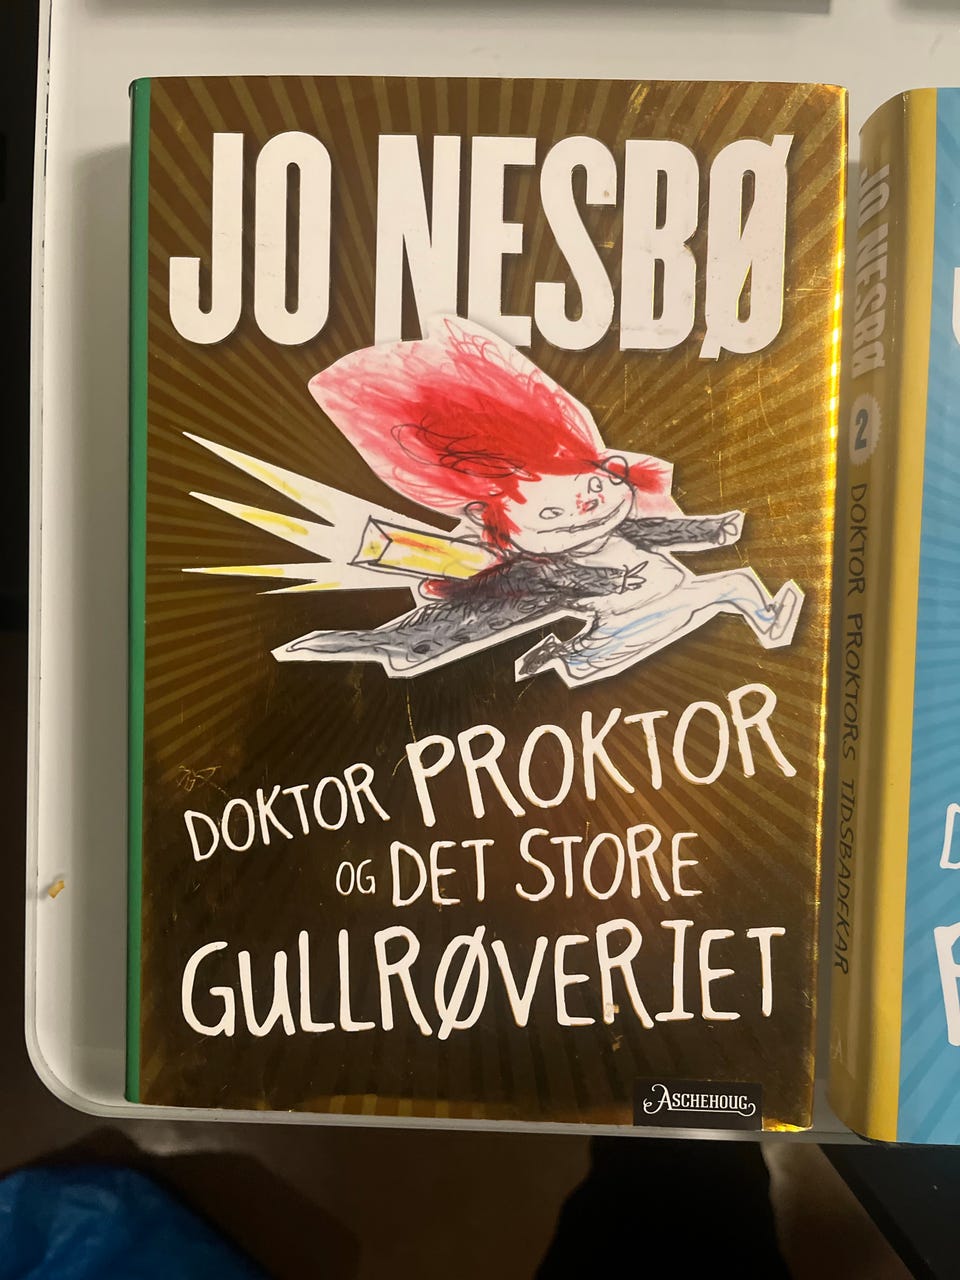 JO NESBØ
DOKTOR PROKTOR
OG DET STORE
GULLRØVERIET
ASCHEHOUG
JO NESBØ 2 DOKTOR PROKTORS TIDSBADEKAR